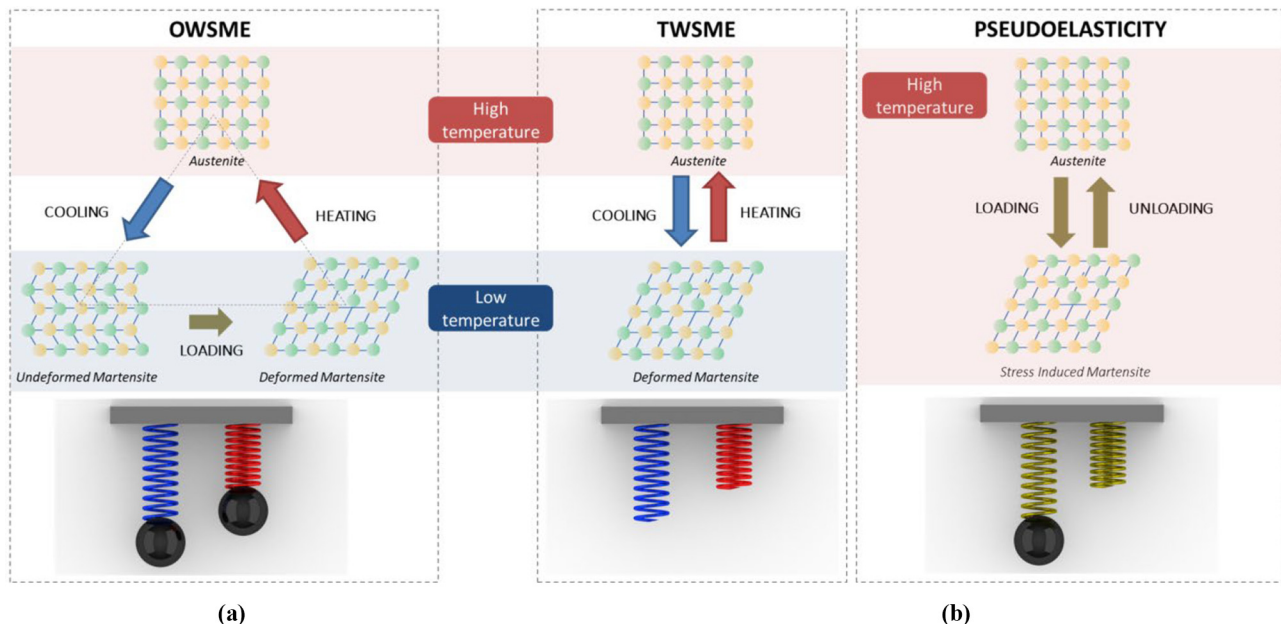 OWSME
Austenite
COOLING
HEATING
LOADING
Undeformed Martensite
Deformed Martensite
High
temperature
Low
temperature
TWSME
Austenite
COOLING
HEATING
Deformed Martensite
PSEUDOELASTICITY
High
temperature
Austenite
LOADING
UNLOADING
Stress Induced Martensite
(a)
(b)